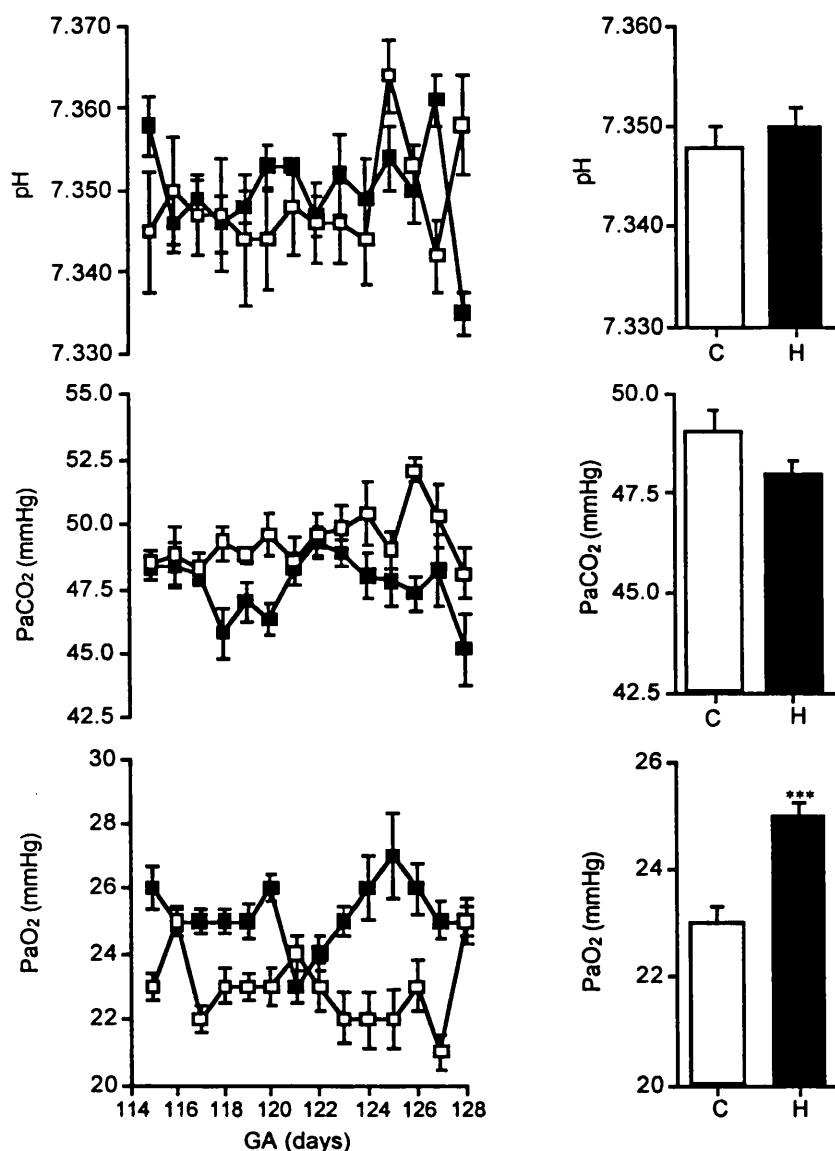 7.370
7.360
7.350
7.340
7.330
pH
7.360
7.350
7.340
7.330
pH
C H
55.0
52.5
50.0
47.5
45.0
42.5
PaCO₂ (mmHg)
50.0
47.5
45.0
42.5
PaCO₂ (mmHg)
C H
30
28
26
24
22
20
PaO₂ (mmHg)
114 116 118 120 122 124 126 128
GA (days)
26
24
22
20
PaO₂ (mmHg)
***
C H